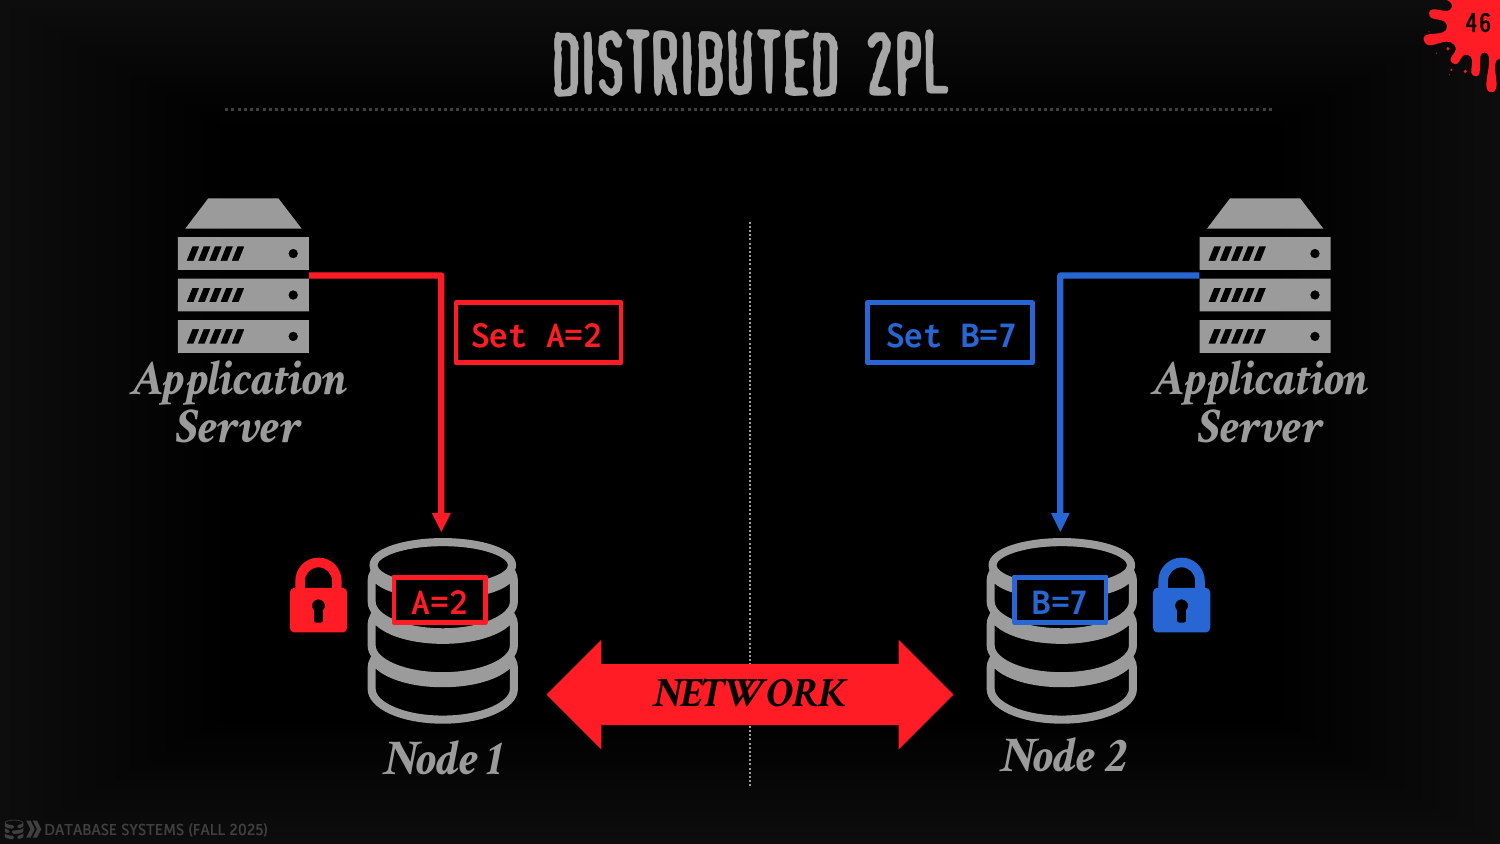 DISTRIBUTED 2PL
46
Set A=2
Set B=7
Application
Server
Application
Server
A=2
B=7
NETWORK
Node 1
Node 2
DATABASE SYSTEMS (FALL 2025)